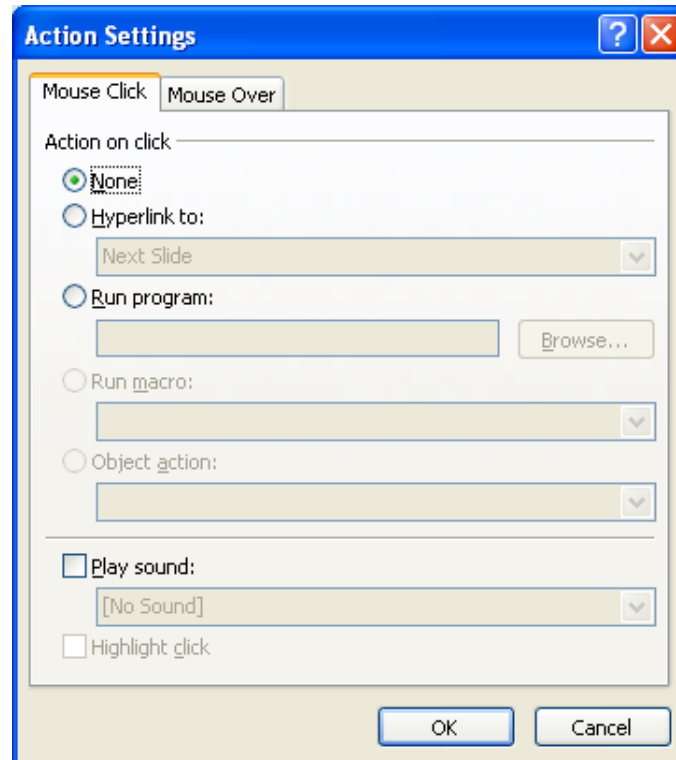 Action Settings
Mouse Click Mouse Over
Action on click
None
Hyperlink to:
Next Slide
Run program:
Browse...
Run macro:
Object action:
Play sound:
[No Sound]
Highlight click
OK Cancel